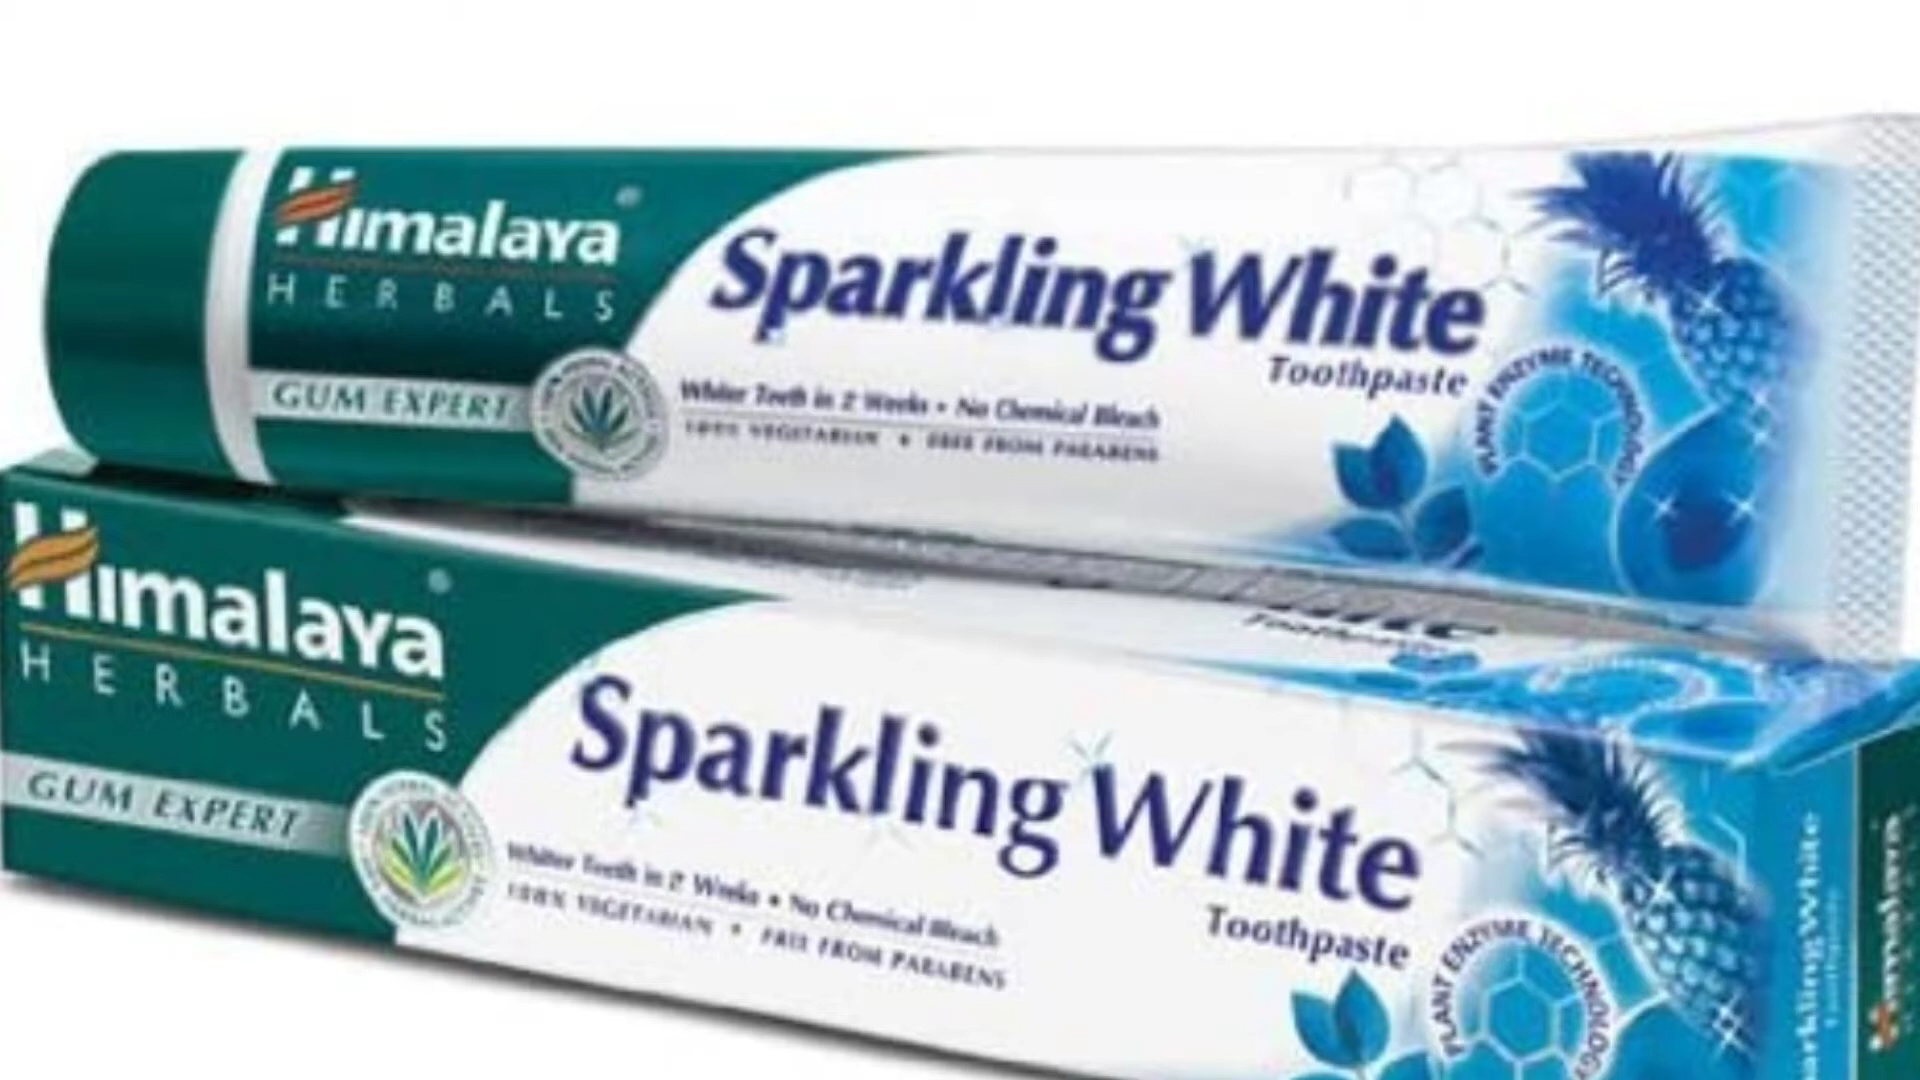 Himalaya®
HERBALS
GUM EXPERT
Sparkling White
Toothpaste
Whiter Teeth in 2 Weeks • No Chemical Bleach
100% VEGETARIAN • FREE FROM PARABENS
PLANT ENZYME TECHNOLOGY
Toothpaste
Himalaya®
HERBALS
GUM EXPERT
Sparkling White
Toothpaste
Whiter Teeth in 2 Weeks • No Chemical Bleach
100% VEGETARIAN • FREE FROM PARABENS
PLANT ENZYME TECHNOLOGY
Sparkling White
Toothpaste
Himalaya